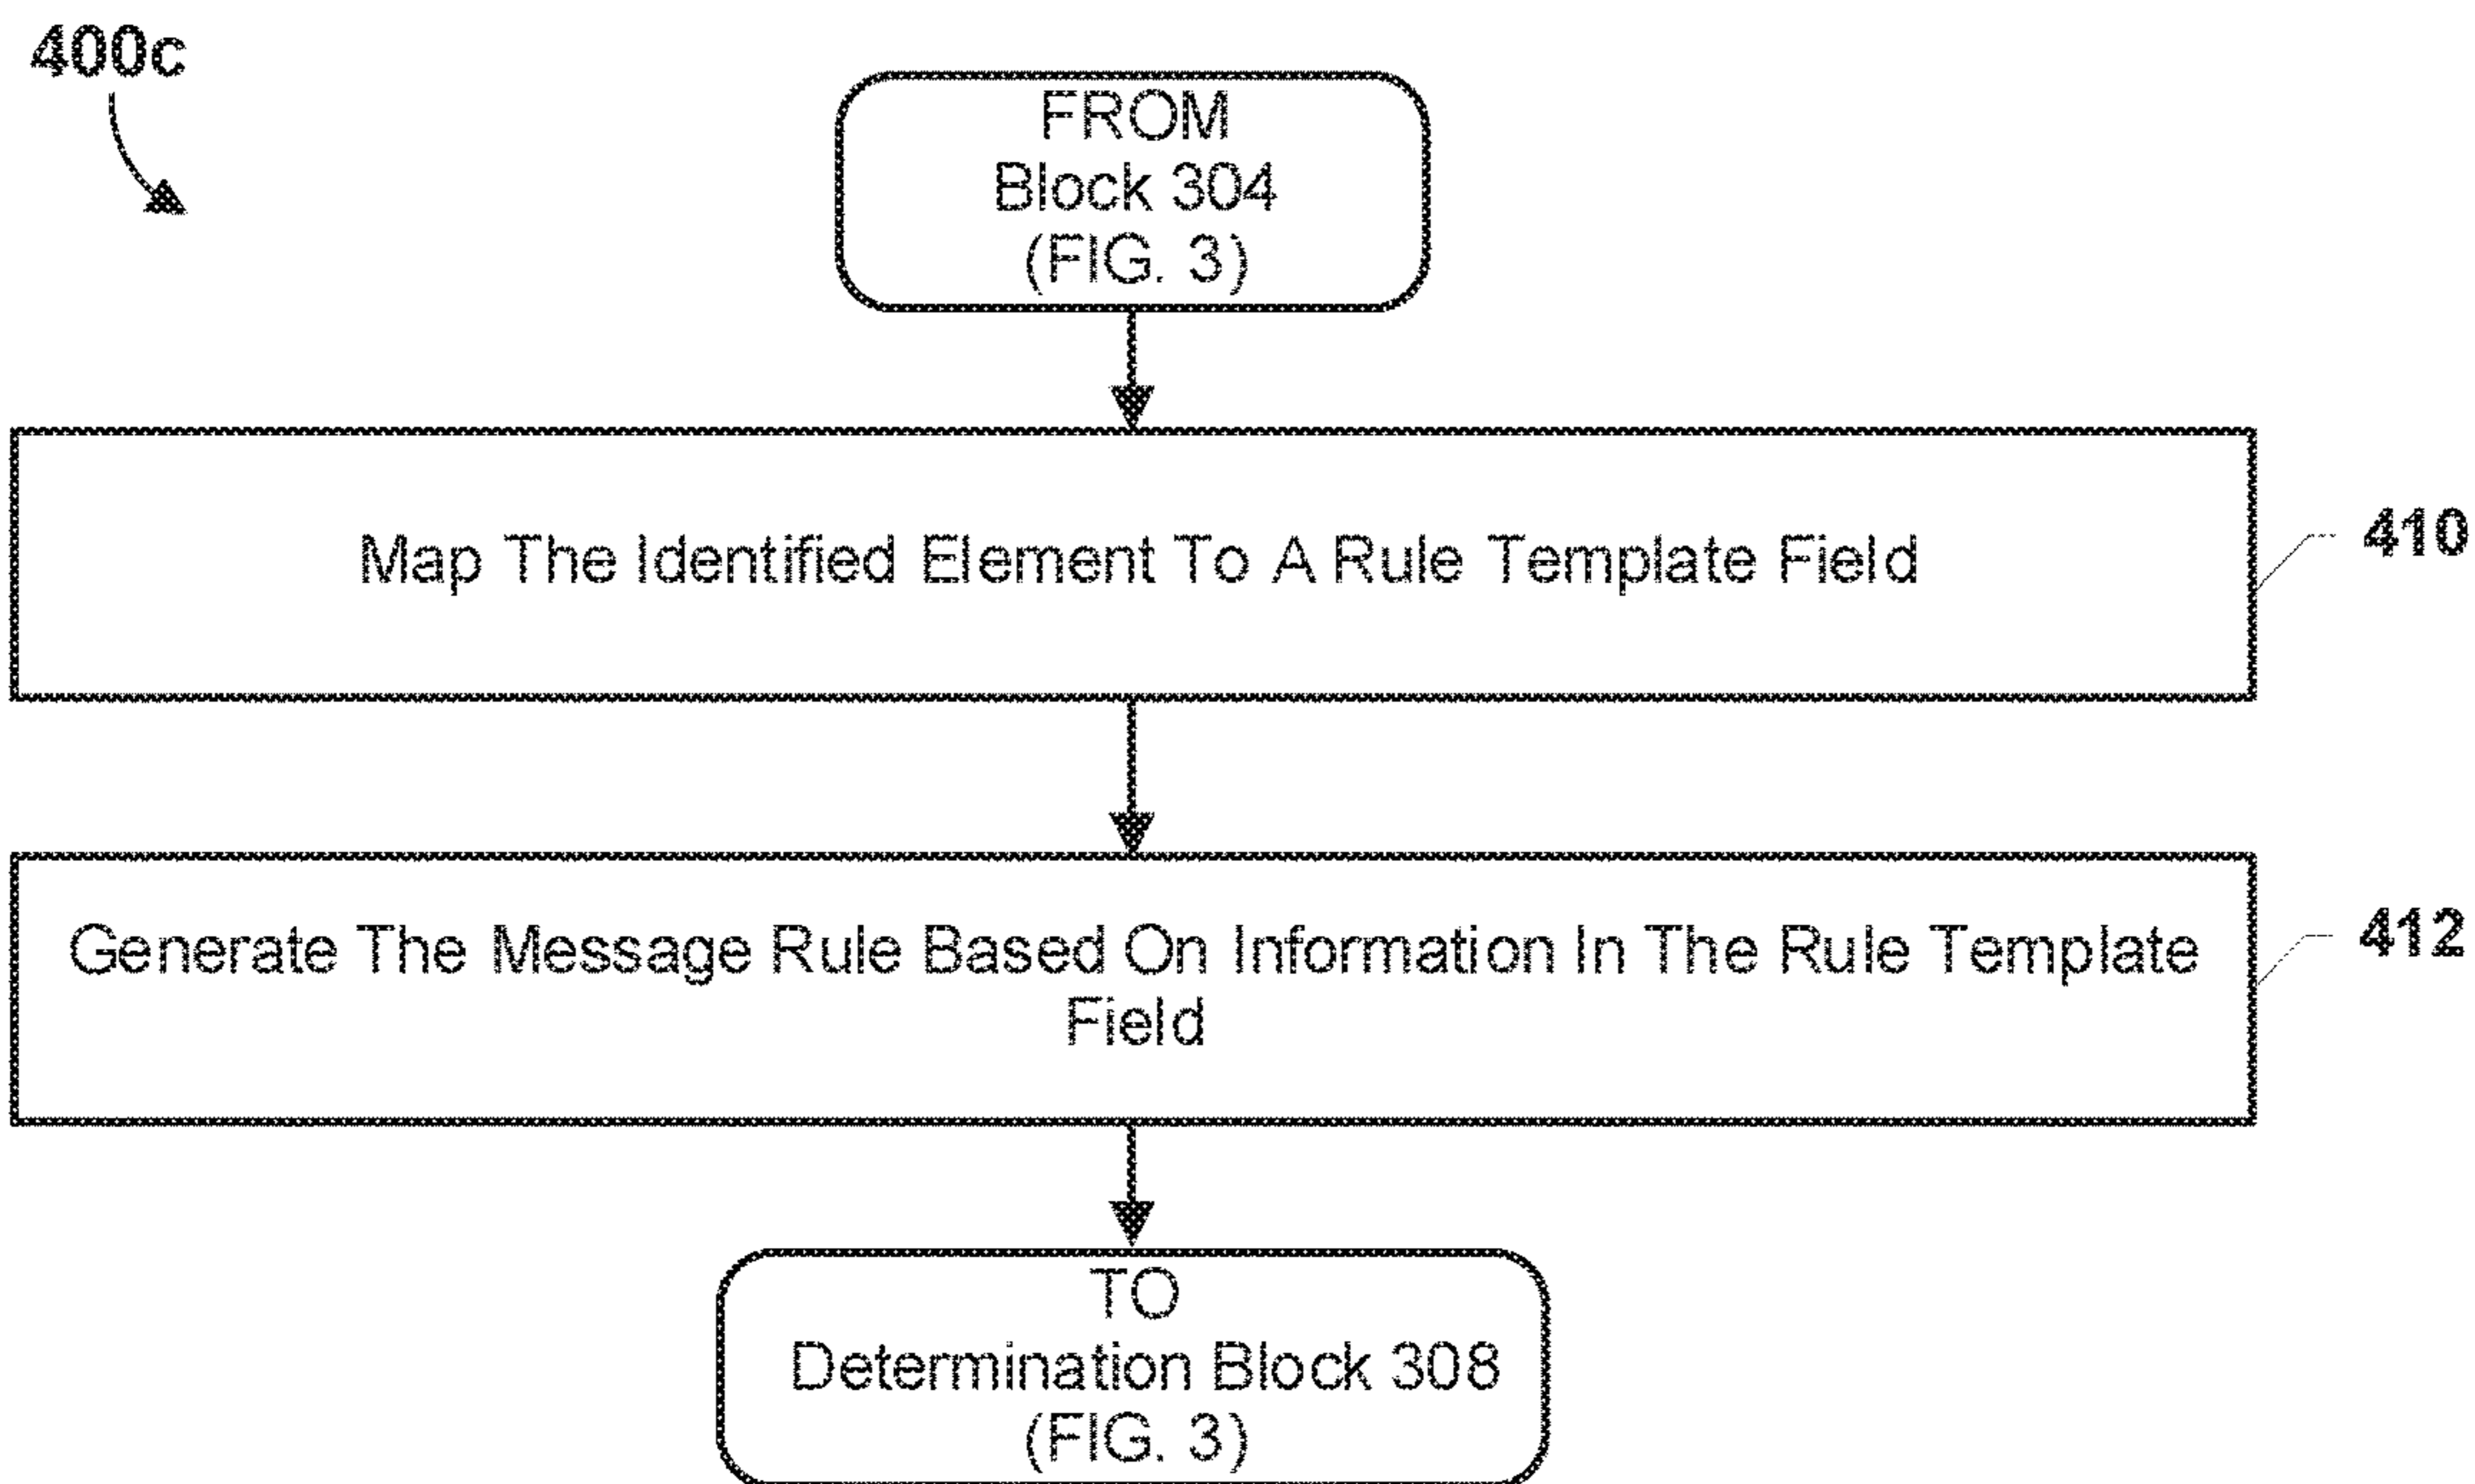 400c
FROM
Block 304
(FIG. 3)
Map The Identified Element To A Rule Template Field
410
Generate The Message Rule Based On Information In The Rule Template
Field
412
TO
Determination Block 308
(FIG. 3)